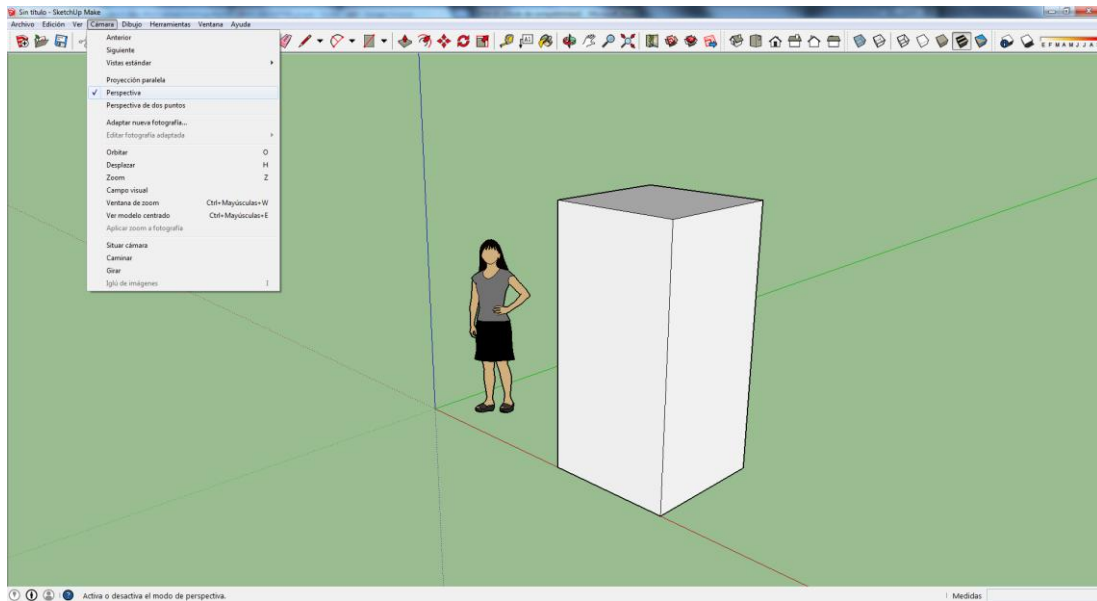 Sin título - SketchUp Make
Archivo Edición Ver Cámara Dibujo Herramientas Ventana Ayuda
Anterior
Siguiente
Vistas estándar
Proyección paralela
✓ Perspectiva
Perspectiva de dos puntos
Adaptar nueva fotografía...
Editar fotografía adaptada
Orbitar O
Desplazar H
Zoom Z
Campo visual
Ventana de zoom Ctrl+Mayúsculas+W
Ver modelo centrado Ctrl+Mayúsculas+E
Aplicar zoom a fotografía
Situar cámara
Caminar
Girar
Iglú de imágenes I
E F M A M J J A
Activa o desactiva el modo de perspectiva.
Medidas